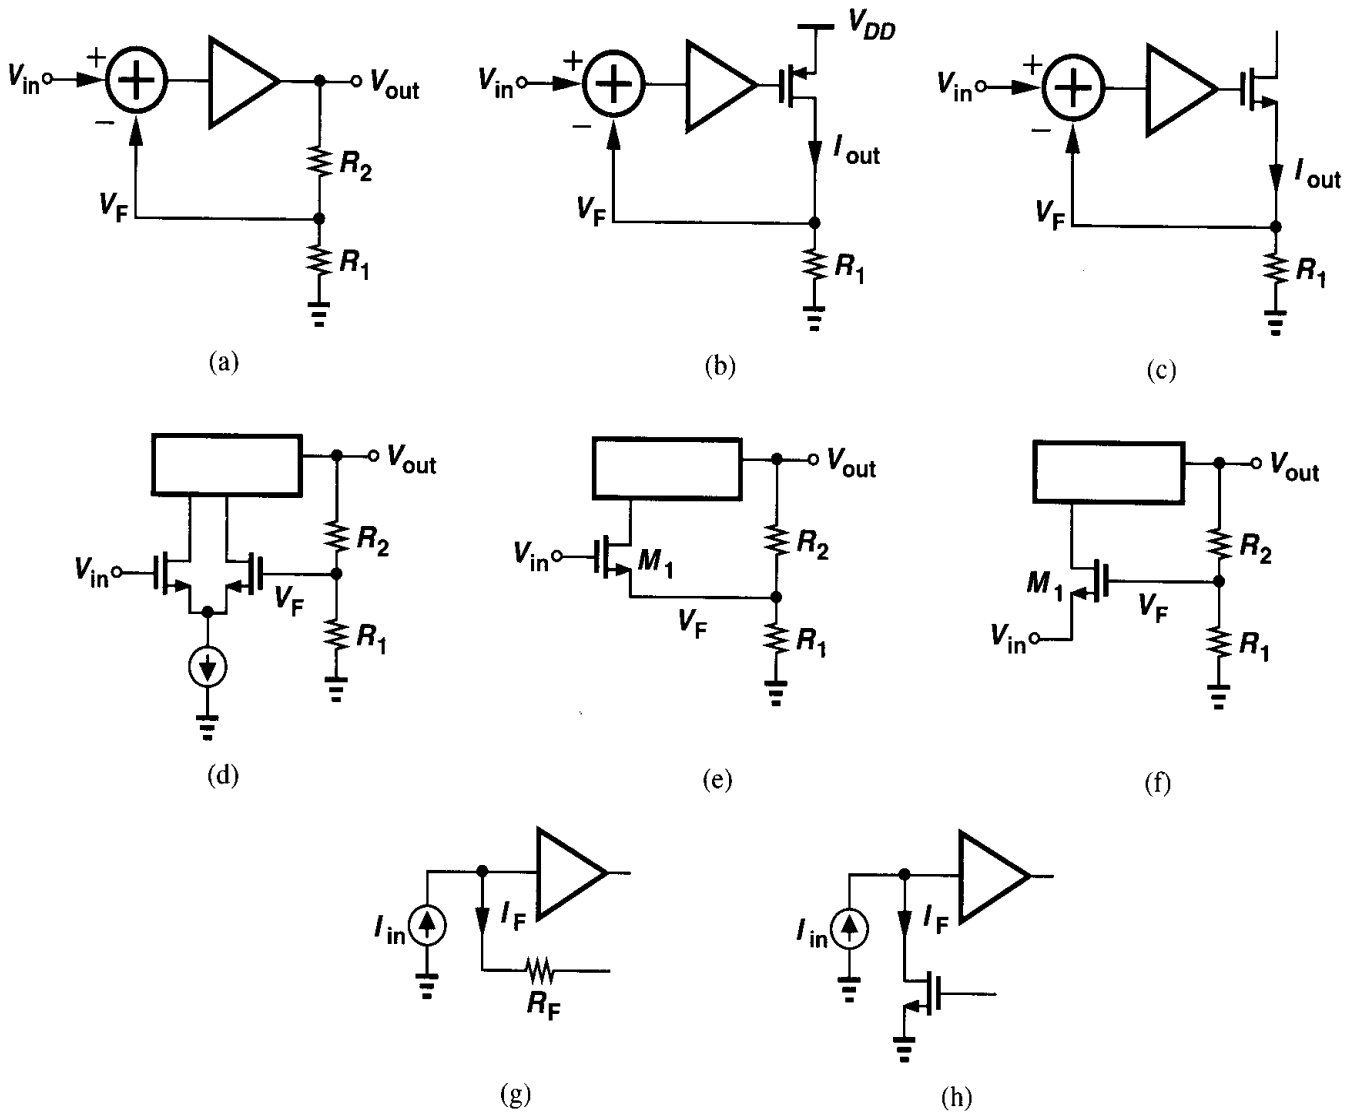 Vin + − Vout R2 VF R1
(a)
Vin + − VDD Iout VF R1
(b)
Vin + − Iout VF R1
(c)
Vout R2 Vin VF R1
(d)
Vout R2 Vin M1 VF R1
(e)
Vout R2 M1 VF Vin R1
(f)
Iin IF RF
(g)
Iin IF
(h)